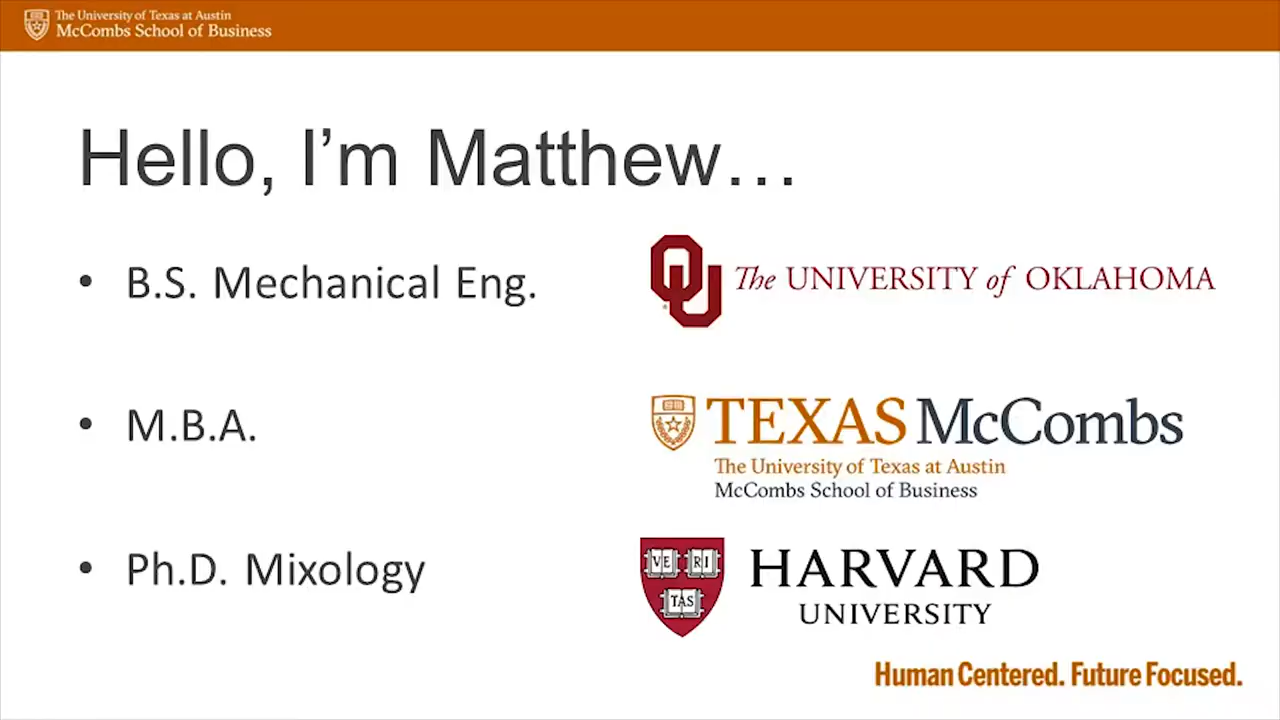 The University of Texas at Austin
McCombs School of Business
Hello, I’m Matthew…
• B.S. Mechanical Eng.
OU The UNIVERSITY of OKLAHOMA
• M.B.A.
TEXAS McCombs
The University of Texas at Austin
McCombs School of Business
• Ph.D. Mixology
VE RI TAS
HARVARD
UNIVERSITY
Human Centered. Future Focused.